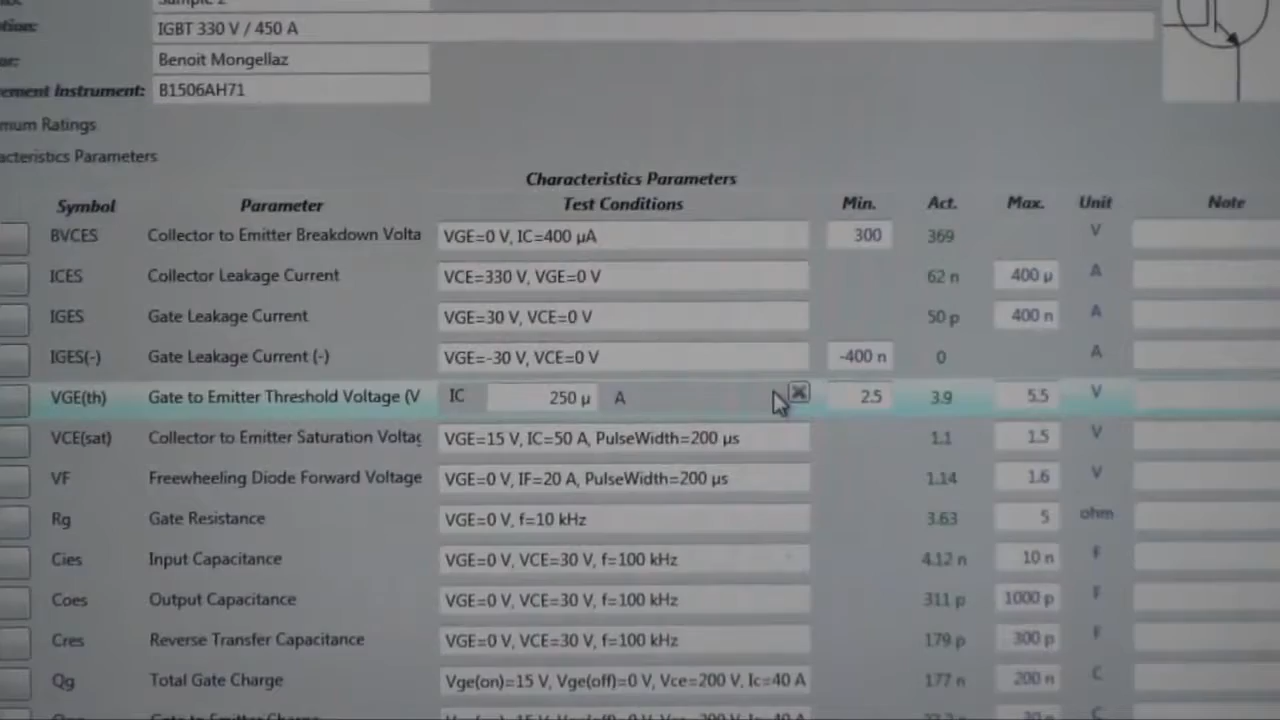 Sample 2
tion: IGBT 330 V / 450 A
or: Benoit Mongellaz
ement Instrument: B1506AH71
mum Ratings
acteristics Parameters
Characteristics Parameters
Symbol Parameter Test Conditions Min. Act. Max. Unit Note
BVCES Collector to Emitter Breakdown Volta VGE=0 V, IC=400 µA 300 369 V
ICES Collector Leakage Current VCE=330 V, VGE=0 V 62 n 400 µ A
IGES Gate Leakage Current VGE=30 V, VCE=0 V 50 p 400 n A
IGES(-) Gate Leakage Current (-) VGE=-30 V, VCE=0 V -400 n 0 A
VGE(th) Gate to Emitter Threshold Voltage (V IC 250 µ A 2.5 3.9 5.5 V
VCE(sat) Collector to Emitter Saturation Voltag VGE=15 V, IC=50 A, PulseWidth=200 µs 1.1 1.5 V
VF Freewheeling Diode Forward Voltage VGE=0 V, IF=20 A, PulseWidth=200 µs 1.14 1.6 V
Rg Gate Resistance VGE=0 V, f=10 kHz 3.63 5 ohm
Cies Input Capacitance VGE=0 V, VCE=30 V, f=100 kHz 4.12 n 10 n F
Coes Output Capacitance VGE=0 V, VCE=30 V, f=100 kHz 311 p 1000 p F
Cres Reverse Transfer Capacitance VGE=0 V, VCE=30 V, f=100 kHz 179 p 300 p F
Qg Total Gate Charge Vge(on)=15 V, Vge(off)=0 V, Vce=200 V, Ic=40 A 177 n 200 n C